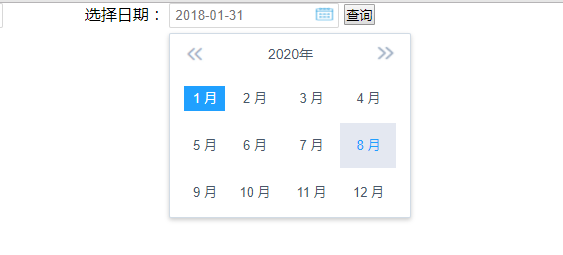 选择日期： 2018-01-31 查询
2020年
1 月 2 月 3 月 4 月
5 月 6 月 7 月 8 月
9 月 10 月 11 月 12 月